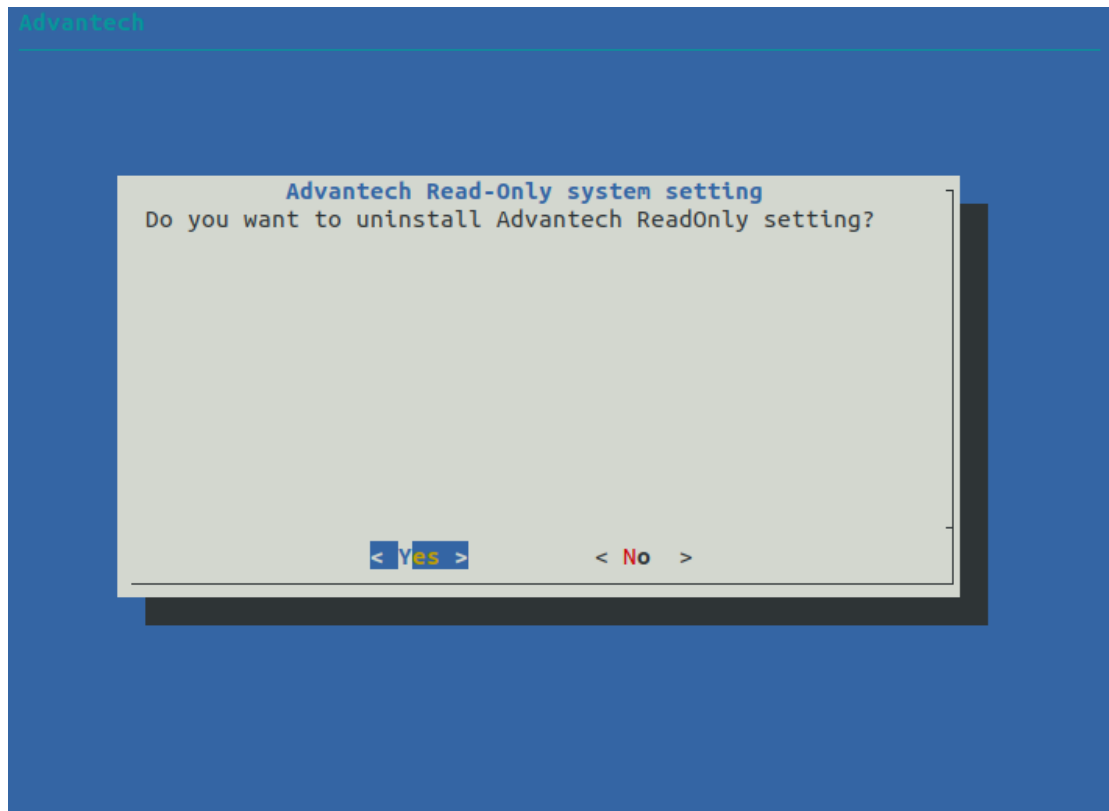 Advantech
Advantech Read-Only system setting
Do you want to uninstall Advantech ReadOnly setting?
< Yes > < No >